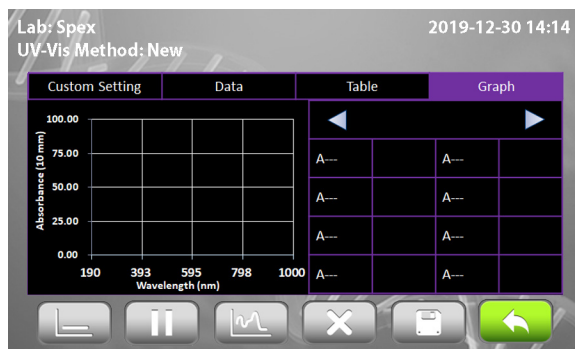 Lab: Spex
2019-12-30 14:14
UV-Vis Method: New
Custom Setting
Data
Table
Graph
Absorbance (10 mm)
100.00
75.00
50.00
25.00
0.00
190 393 595 798 1000
Wavelength (nm)
A--- A---
A--- A---
A--- A---
A--- A---